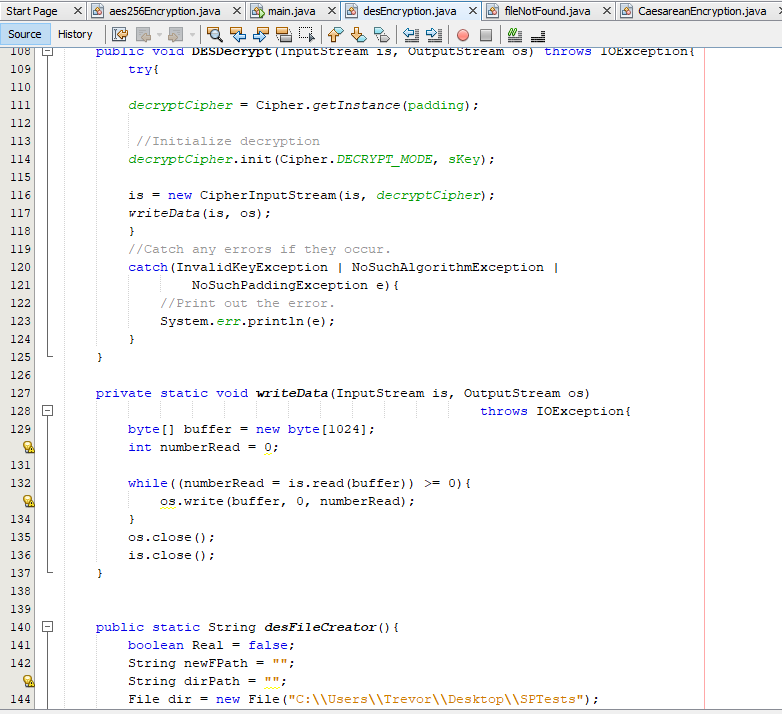 Start Page aes256Encryption.java main.java desEncryption.java fileNotFound.java CaesareanEncryption.java
Source History
108 public void DESDecrypt(InputStream is, OutputStream os) throws IOException{
109 try{
110
111 decryptCipher = Cipher.getInstance(padding);
112
113 //Initialize decryption
114 decryptCipher.init(Cipher.DECRYPT_MODE, sKey);
115
116 is = new CipherInputStream(is, decryptCipher);
117 writeData(is, os);
118 }
119 //Catch any errors if they occur.
120 catch(InvalidKeyException | NoSuchAlgorithmException |
121 NoSuchPaddingException e){
122 //Print out the error.
123 System.err.println(e);
124 }
125 }
126
127 private static void writeData(InputStream is, OutputStream os)
128 throws IOException{
129 byte[] buffer = new byte[1024];
int numberRead = 0;
131
132 while((numberRead = is.read(buffer)) >= 0){
os.write(buffer, 0, numberRead);
134 }
135 os.close();
136 is.close();
137 }
138
139
140 public static String desFileCreator(){
141 boolean Real = false;
142 String newFPath = "";
String dirPath = "";
144 File dir = new File("C:\\Users\\Trevor\\Desktop\\SPTests");